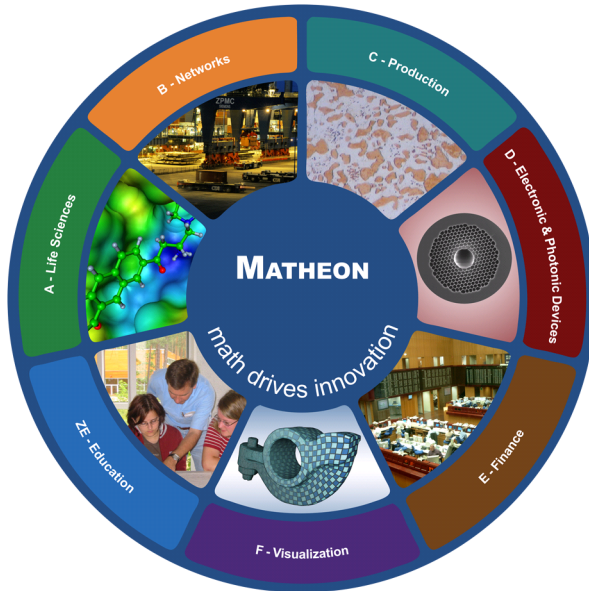 MATHEON
math drives innovation
A - Life Sciences
B - Networks
C - Production
D - Electronic & Photonic Devices
E - Finance
F - Visualization
ZE - Education
ZPMC